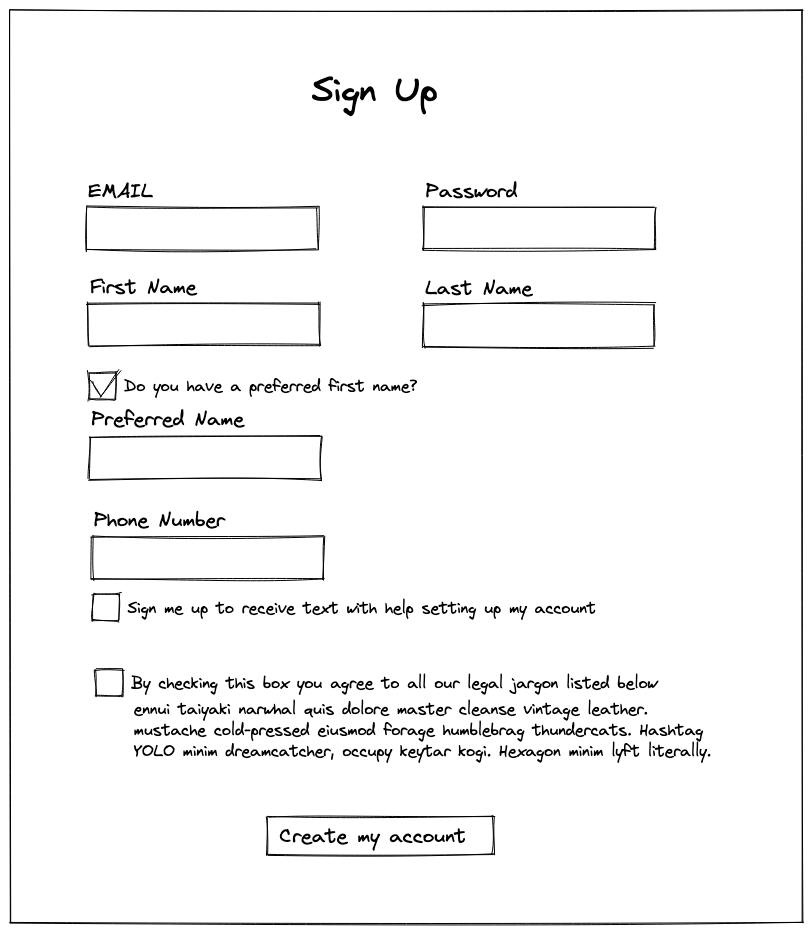 Sign Up
EMAIL
Password
First Name
Last Name
Do you have a preferred first name?
Preferred Name
Phone Number
Sign me up to receive text with help setting up my account
By checking this box you agree to all our legal jargon listed below
ennui taiyaki narwhal quis dolore master cleanse vintage leather.
mustache cold-pressed eiusmod forage humblebrag thundercats. Hashtag
YOLO minim dreamcatcher, occupy keytar kogi. Hexagon minim lyft literally.
Create my account